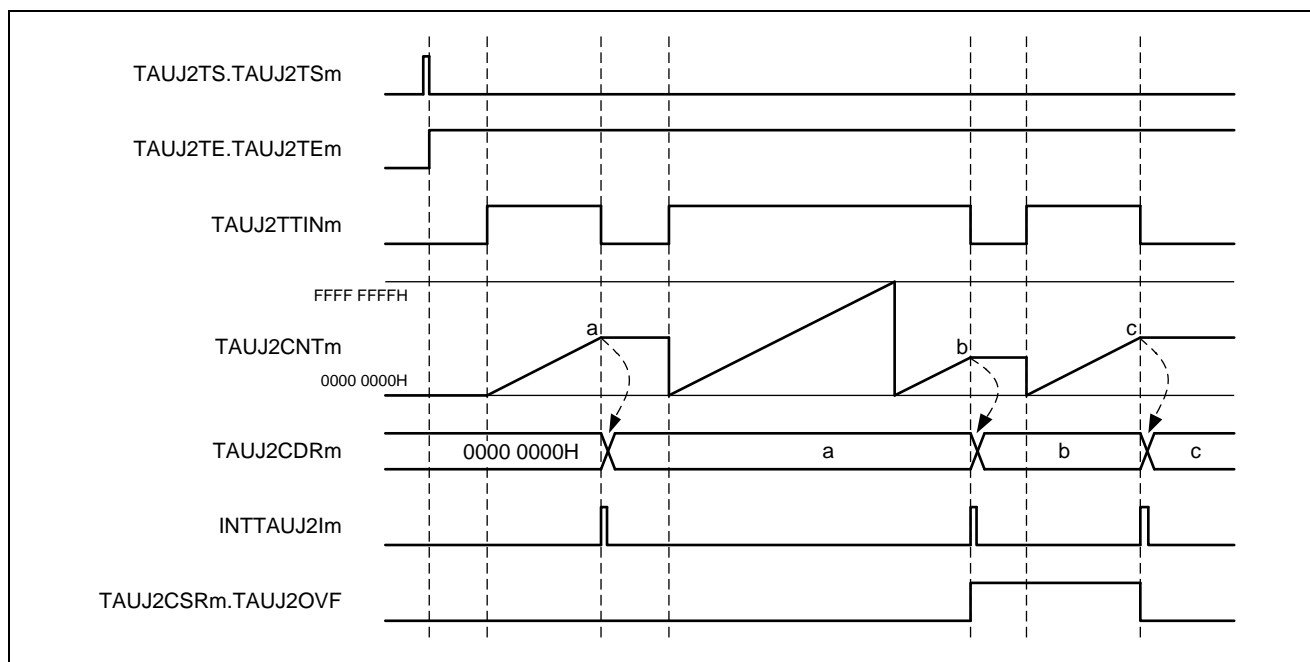 TAUJ2TS.TAUJ2TSm
TAUJ2TE.TAUJ2TEm
TAUJ2TTINm
FFFF FFFFH
TAUJ2CNTm
a
b
c
0000 0000H
TAUJ2CDRm
0000 0000H
a
b
c
INTTAUJ2Im
TAUJ2CSRm.TAUJ2OVF